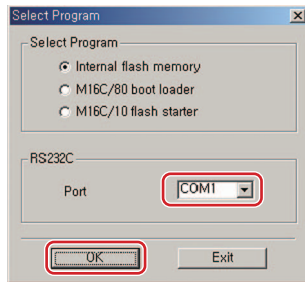 Select Program
Select Program
Internal flash memory
M16C/80 boot loader
M16C/10 flash starter
RS232C
Port
COM1
OK
Exit